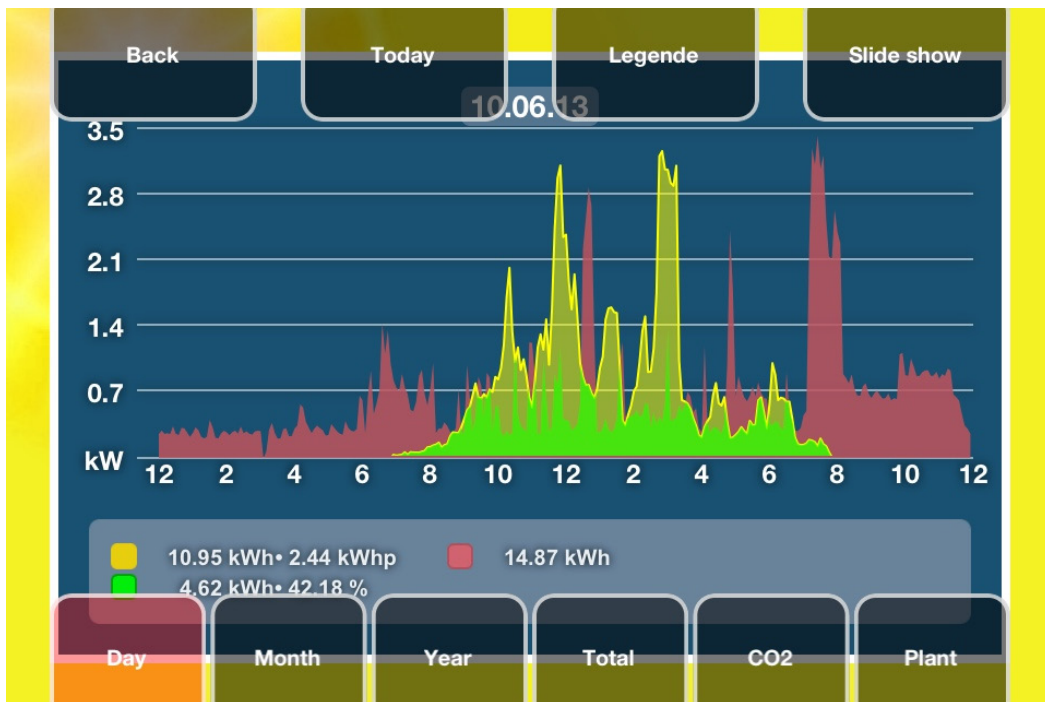 Back Today Legende Slide show
10.06.13
3.5
2.8
2.1
1.4
0.7
kW
12 2 4 6 8 10 12 2 4 6 8 10 12
10.95 kWh• 2.44 kWhp 14.87 kWh
4.62 kWh• 42.18 %
Day Month Year Total CO2 Plant